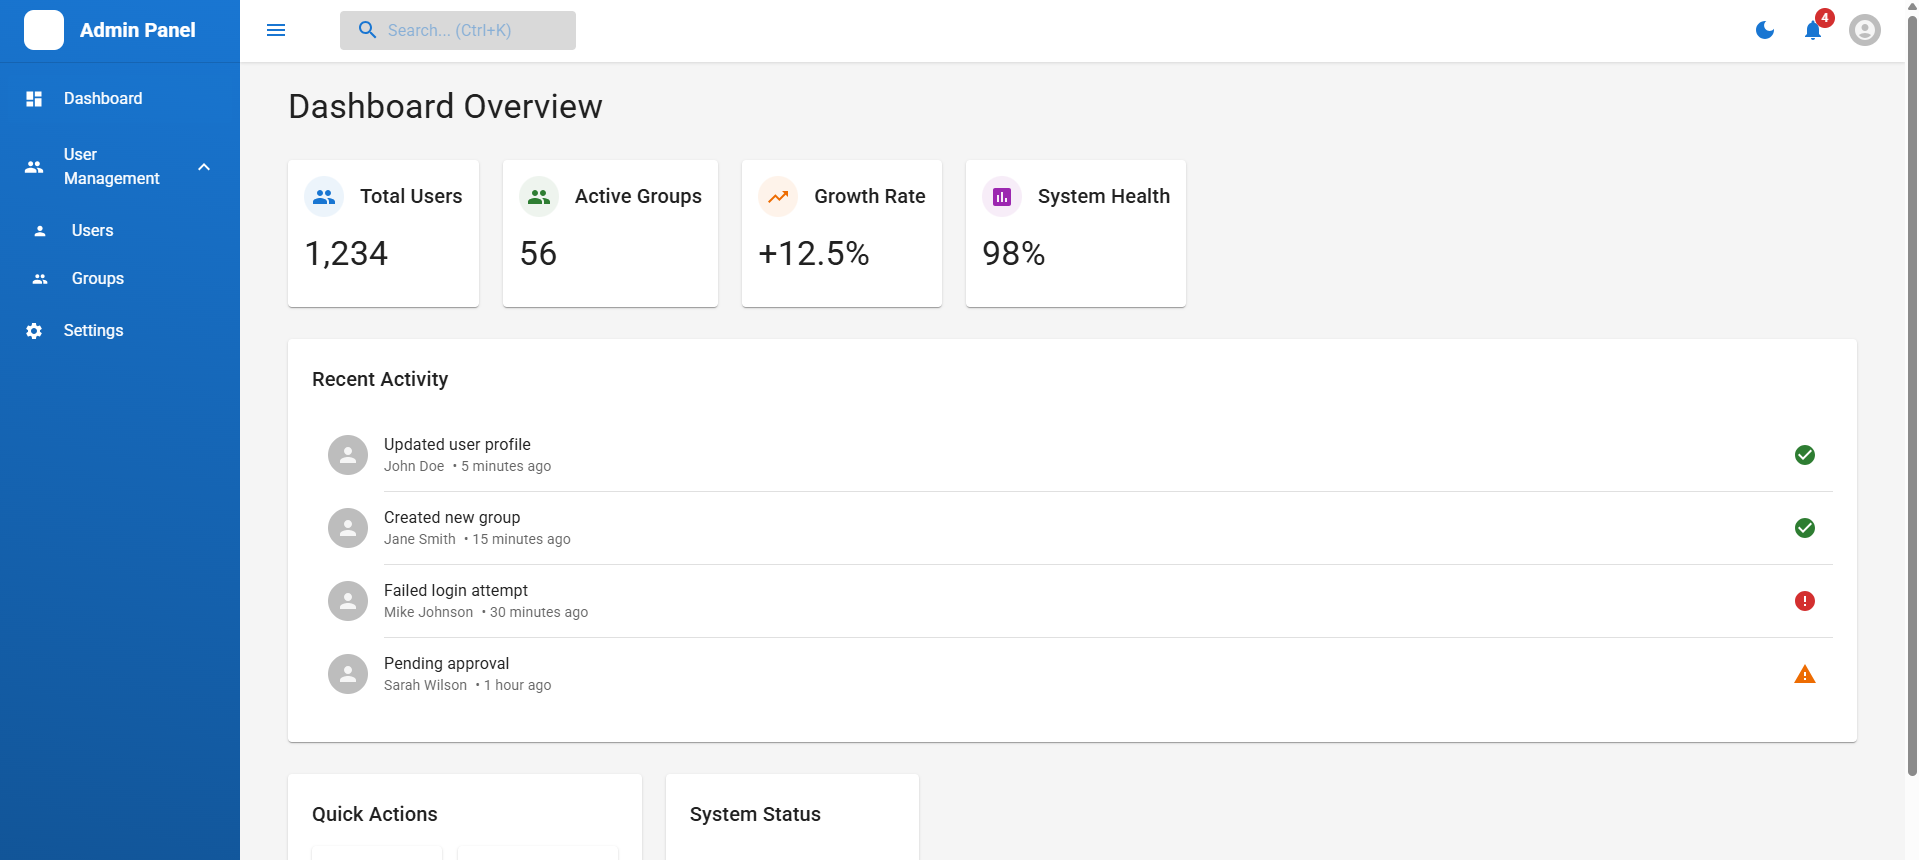 Admin Panel
Search... (Ctrl+K)
4
Dashboard
User
Management
Users
Groups
Settings
Dashboard Overview
Total Users
1,234
Active Groups
56
Growth Rate
+12.5%
System Health
98%
Recent Activity
Updated user profile
John Doe • 5 minutes ago
Created new group
Jane Smith • 15 minutes ago
Failed login attempt
Mike Johnson • 30 minutes ago
Pending approval
Sarah Wilson • 1 hour ago
Quick Actions
System Status